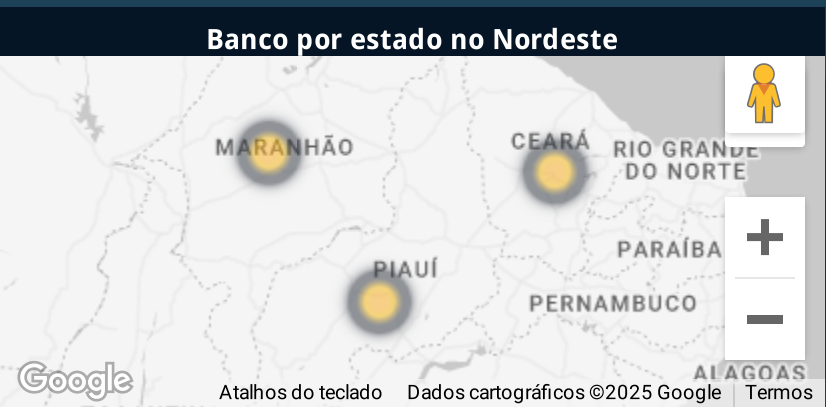 Banco por estado no Nordeste
MARANHÃO
CEARÁ
RIO GRANDE
DO NORTE
PARAÍBA
PIAUÍ
PERNAMBUCO
ALAGOAS
Google
Atalhos do teclado Dados cartográficos ©2025 Google Termos